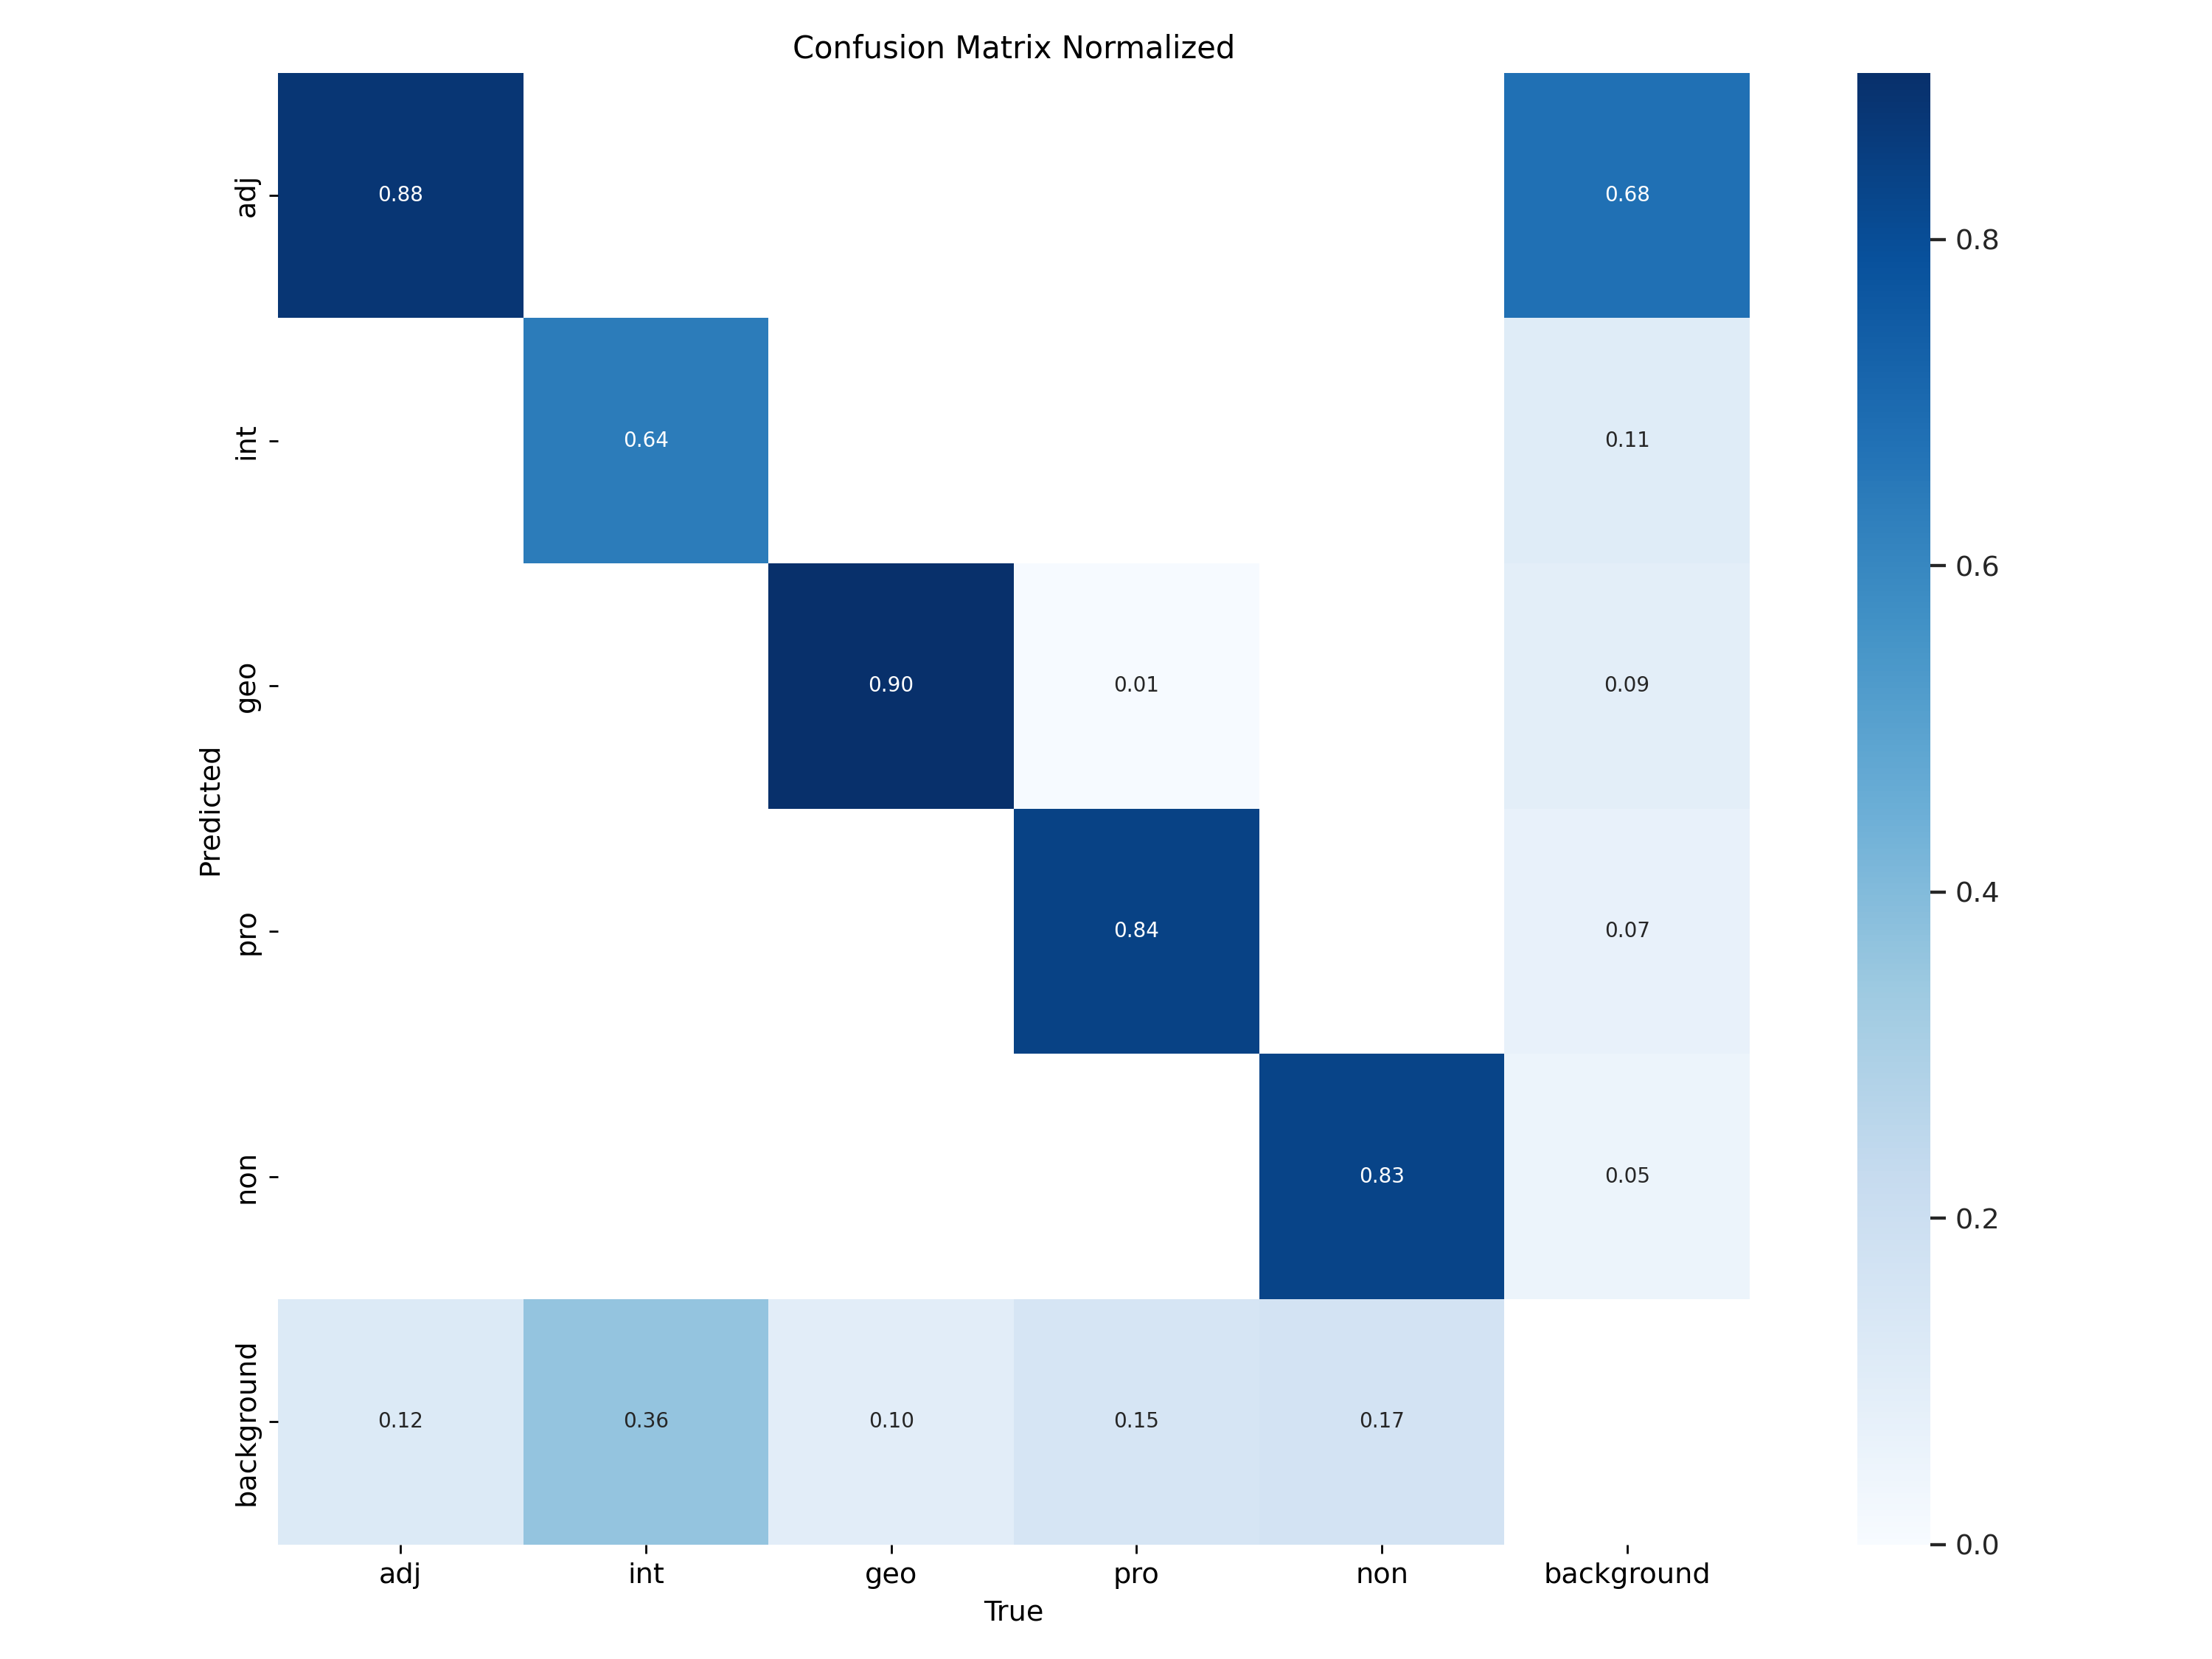 Confusion Matrix Normalized
adj
0.88
0.68
0.8
int
0.64
0.11
0.6
geo
0.90
0.01
0.09
Predicted
0.4
pro
0.84
0.07
non
0.83
0.05
0.2
background
0.12
0.36
0.10
0.15
0.17
0.0
adj
int
geo
pro
non
background
True